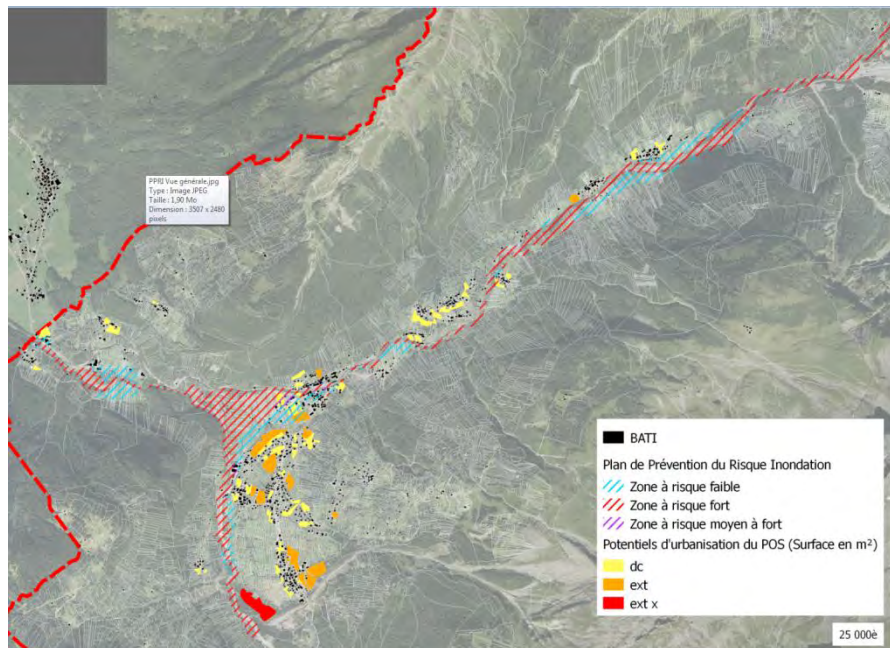 PPRI Vue générale.jpg
Type : Image JPEG
Taille : 1,90 Mo
Dimension : 3507 x 2480
pixels
BATI
Plan de Prévention du Risque Inondation
Zone à risque faible
Zone à risque fort
Zone à risque moyen à fort
Potentiels d'urbanisation du POS (Surface en m²)
dc
ext
ext x
25 000è